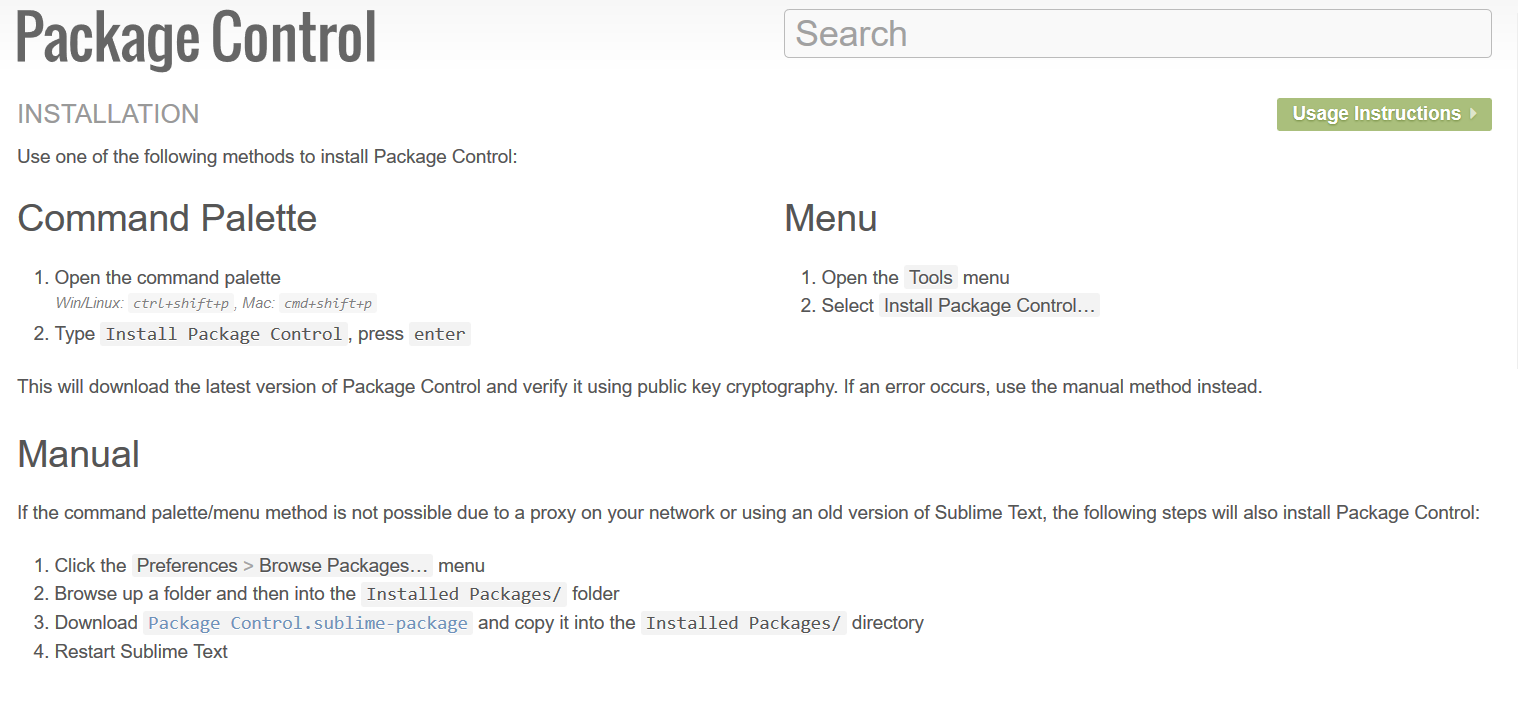 Package Control
Search
INSTALLATION
Usage Instructions
Use one of the following methods to install Package Control:
Command Palette
1. Open the command palette
Win/Linux: ctrl+shift+p, Mac: cmd+shift+p
2. Type Install Package Control, press enter
Menu
1. Open the Tools menu
2. Select Install Package Control…
This will download the latest version of Package Control and verify it using public key cryptography. If an error occurs, use the manual method instead.
Manual
If the command palette/menu method is not possible due to a proxy on your network or using an old version of Sublime Text, the following steps will also install Package Control:
1. Click the Preferences > Browse Packages… menu
2. Browse up a folder and then into the Installed Packages/ folder
3. Download Package Control.sublime-package and copy it into the Installed Packages/ directory
4. Restart Sublime Text